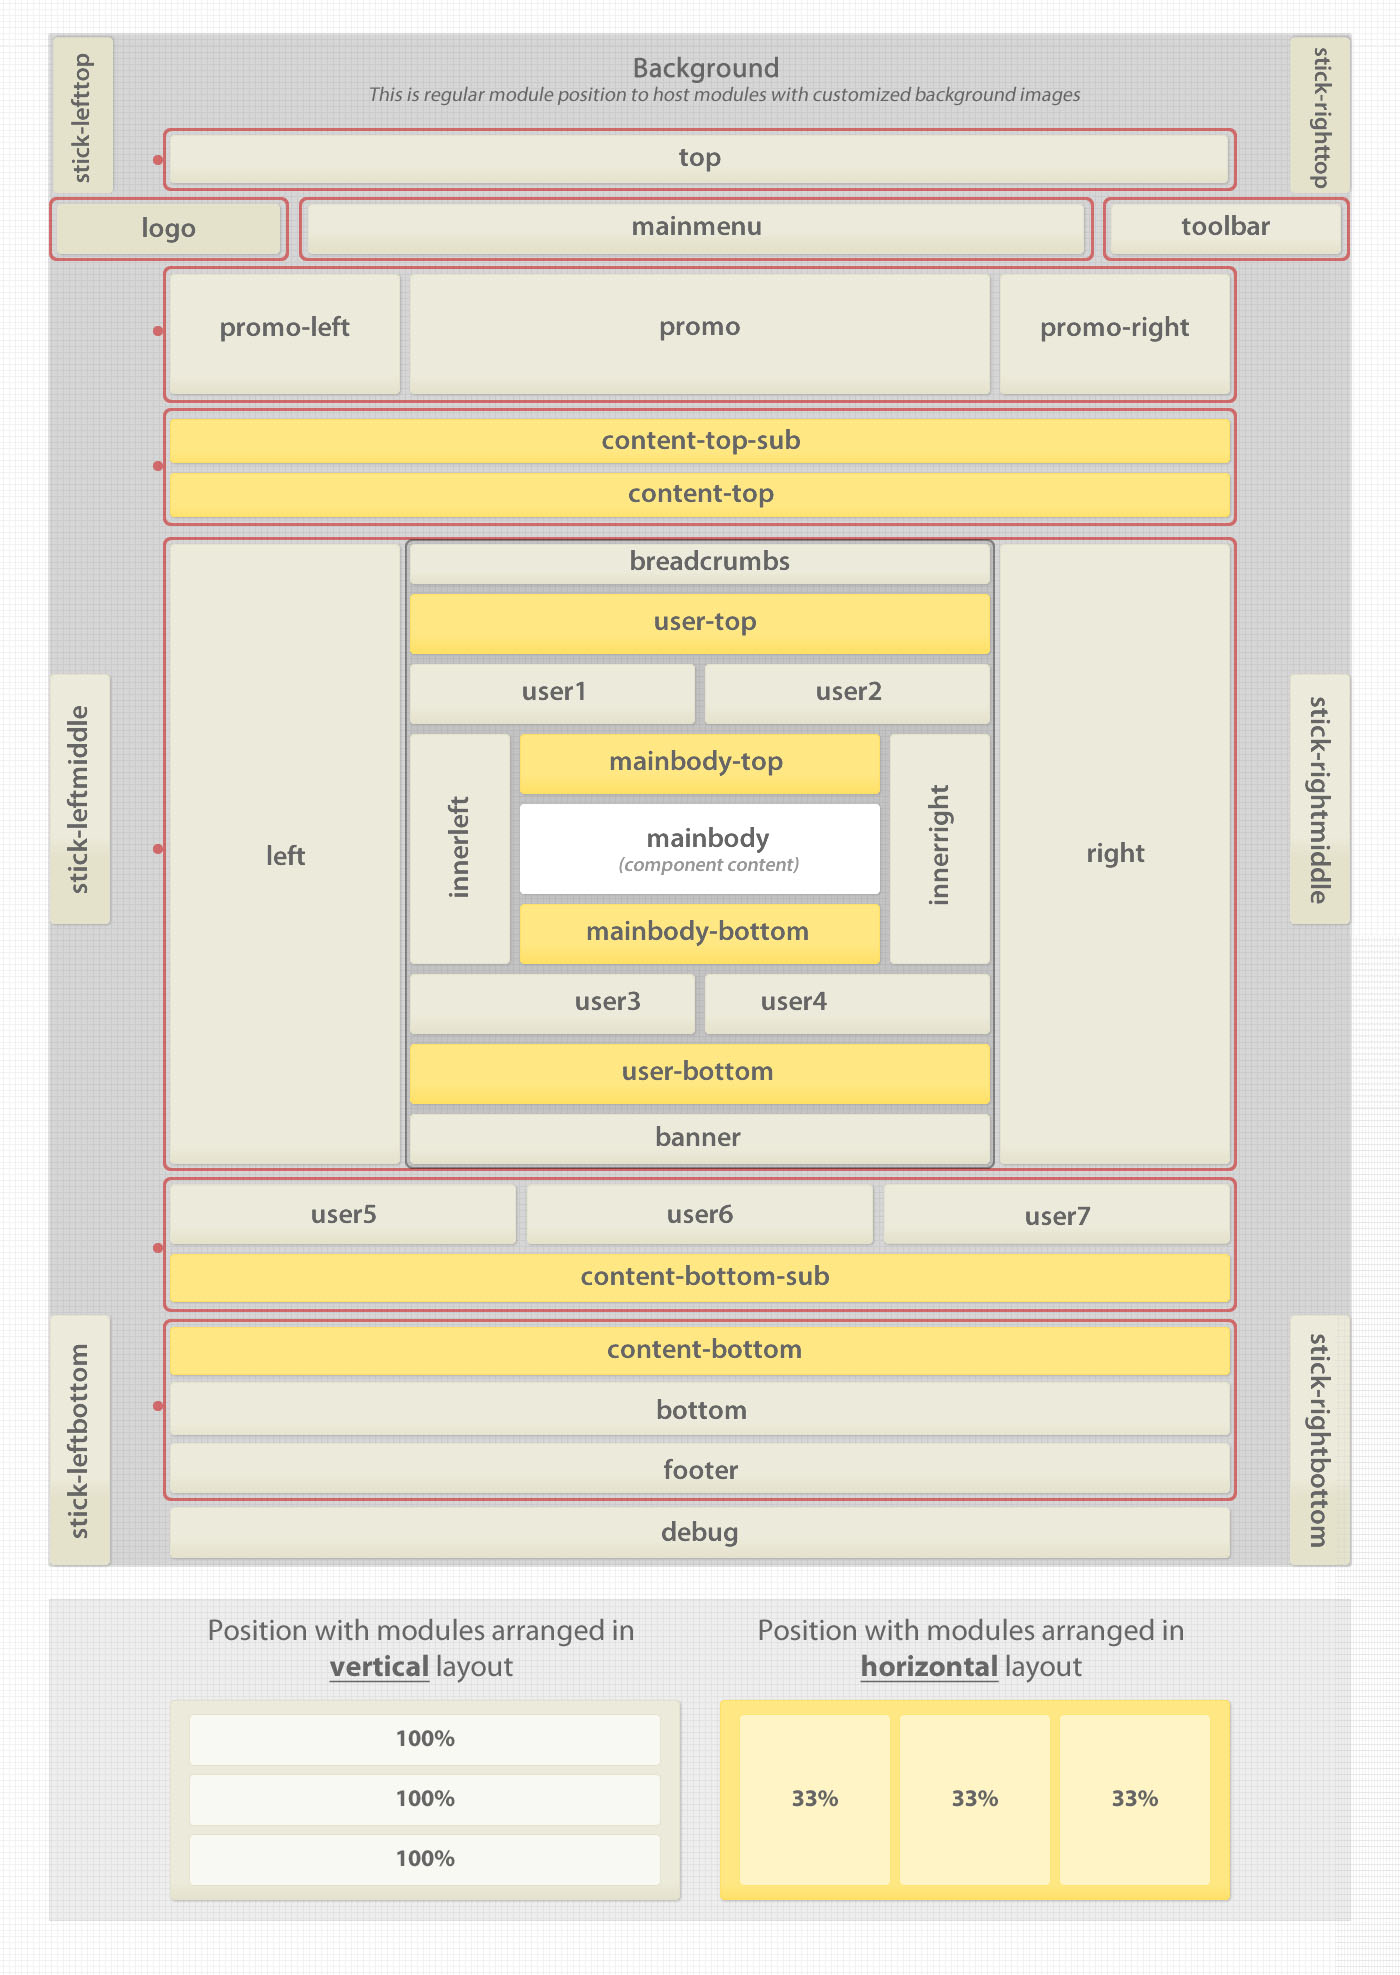 Background
This is regular module position to host modules with customized background images
stick-lefttop
stick-righttop
top
logo
mainmenu
toolbar
promo-left
promo
promo-right
content-top-sub
content-top
breadcrumbs
user-top
user1
user2
stick-leftmiddle
left
innerleft
mainbody-top
mainbody
(component content)
mainbody-bottom
innerright
right
stick-rightmiddle
user3
user4
user-bottom
banner
user5
user6
user7
content-bottom-sub
stick-leftbottom
content-bottom
bottom
footer
stick-rightbottom
debug
Position with modules arranged in
vertical layout
100%
100%
100%
Position with modules arranged in
horizontal layout
33%
33%
33%